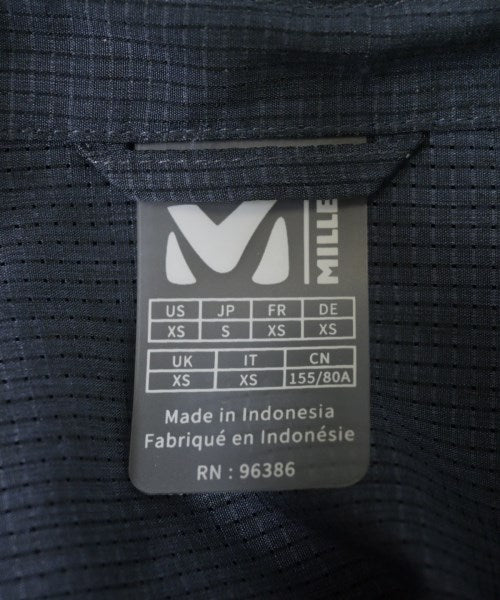 MILLE
US JP FR DE
XS S XS XS
UK IT CN
XS XS 155/80A
Made in Indonesia
Fabriqué en Indonésie
RN : 96386